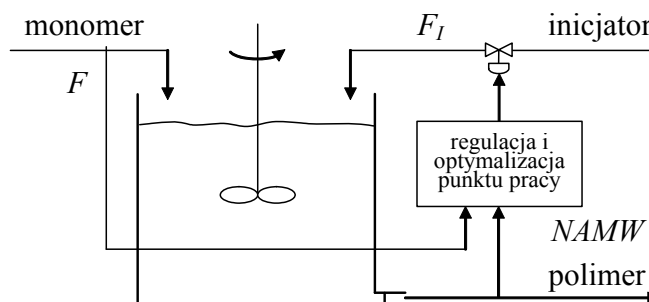 monomer
F_I
inicjator
F
regulacja i
optymalizacja
punktu pracy
NAMW
polimer